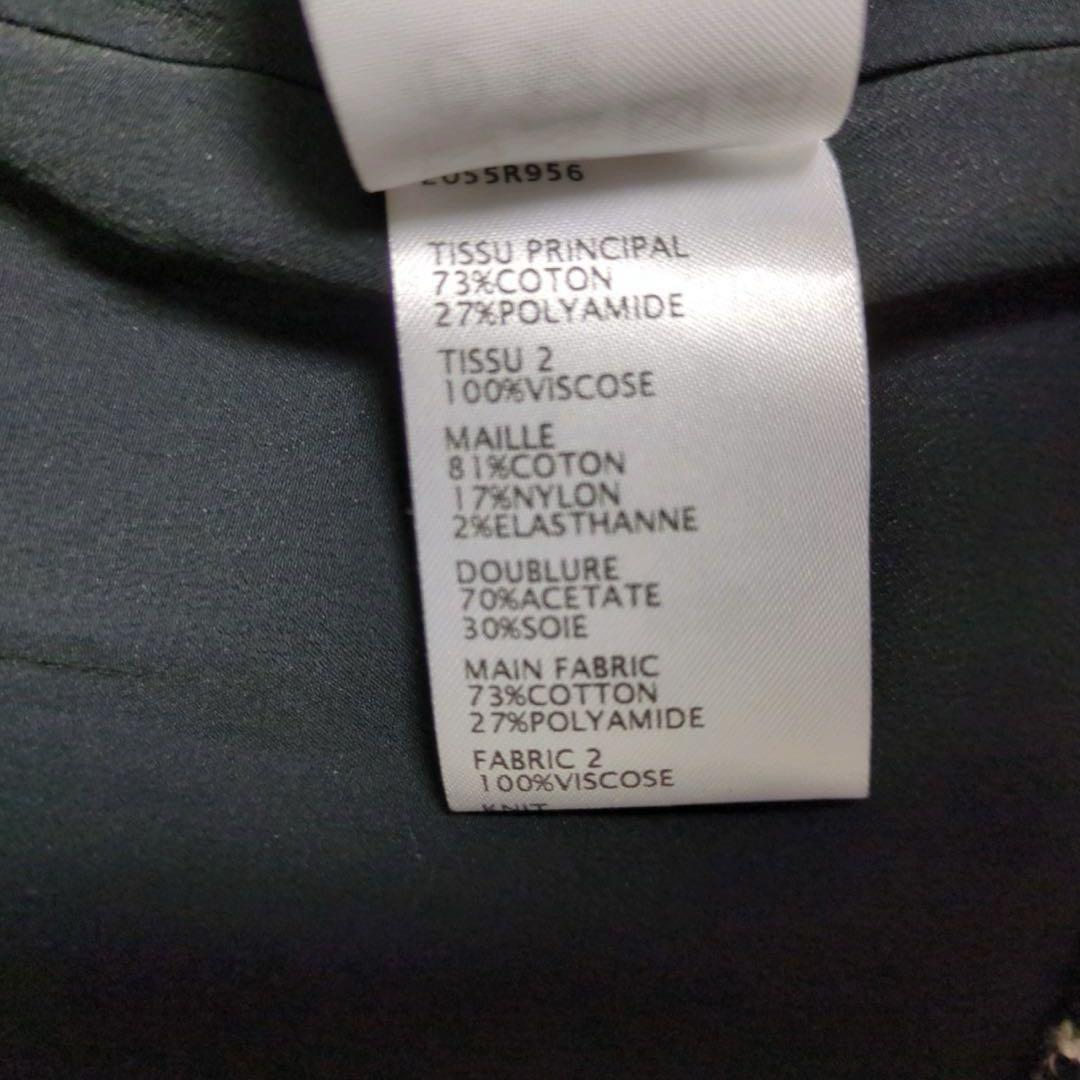 TISSU PRINCIPAL
73%COTON
27%POLYAMIDE
TISSU 2
100%VISCOSE
MAILLE
81%COTON
17%NYLON
2%ELASTHANNE
DOUBLURE
70%ACETATE
30%SOIE
MAIN FABRIC
73%COTTON
27%POLYAMIDE
FABRIC 2
100%VISCOSE
KNIT